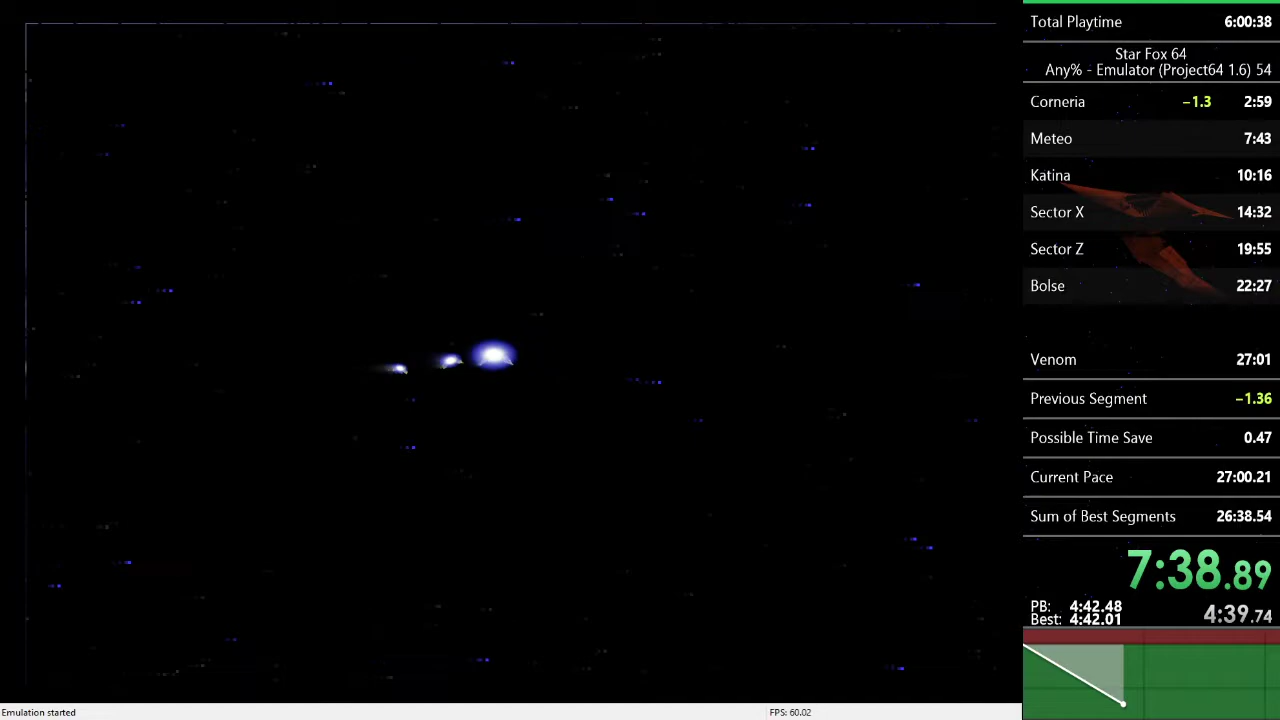 Total Playtime 6:00:38
Star Fox 64
Any% - Emulator (Project64 1.6) 54
Corneria −1.3 2:59
Meteo 7:43
Katina 10:16
Sector X 14:32
Sector Z 19:55
Bolse 22:27
Venom 27:01
Previous Segment −1.36
Possible Time Save 0.47
Current Pace 27:00.21
Sum of Best Segments 26:38.54
7:38.89
PB: 4:42.48
Best: 4:42.01
4:39.74
Emulation started FPS: 60.02